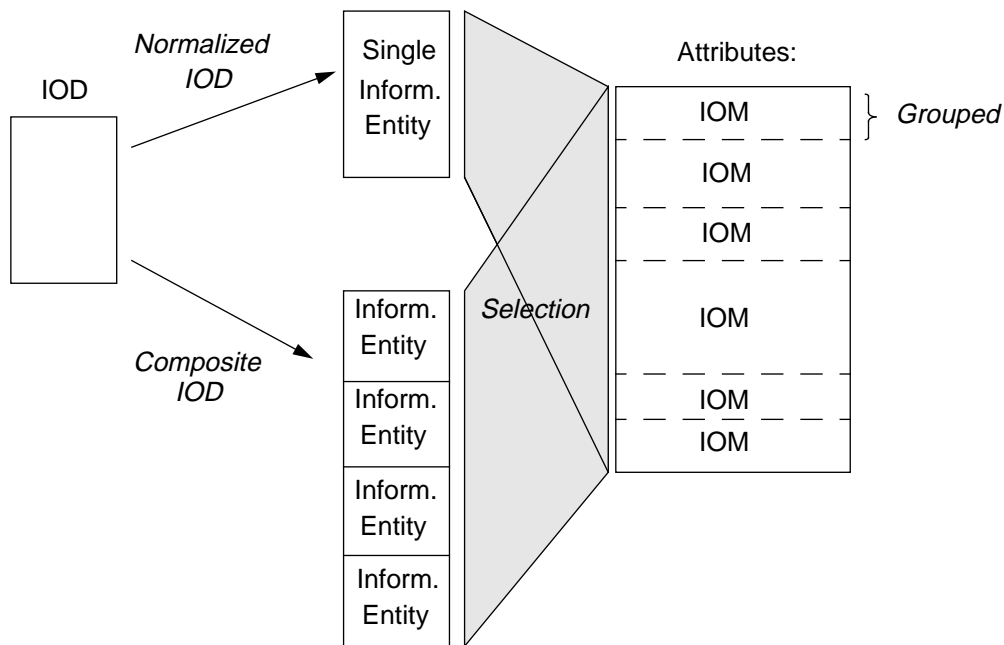 IOD
Normalized
IOD
Composite
IOD
Single
Inform.
Entity
Inform.
Entity
Inform.
Entity
Inform.
Entity
Inform.
Entity
Selection
Attributes:
IOM
IOM
IOM
IOM
IOM
IOM
Grouped